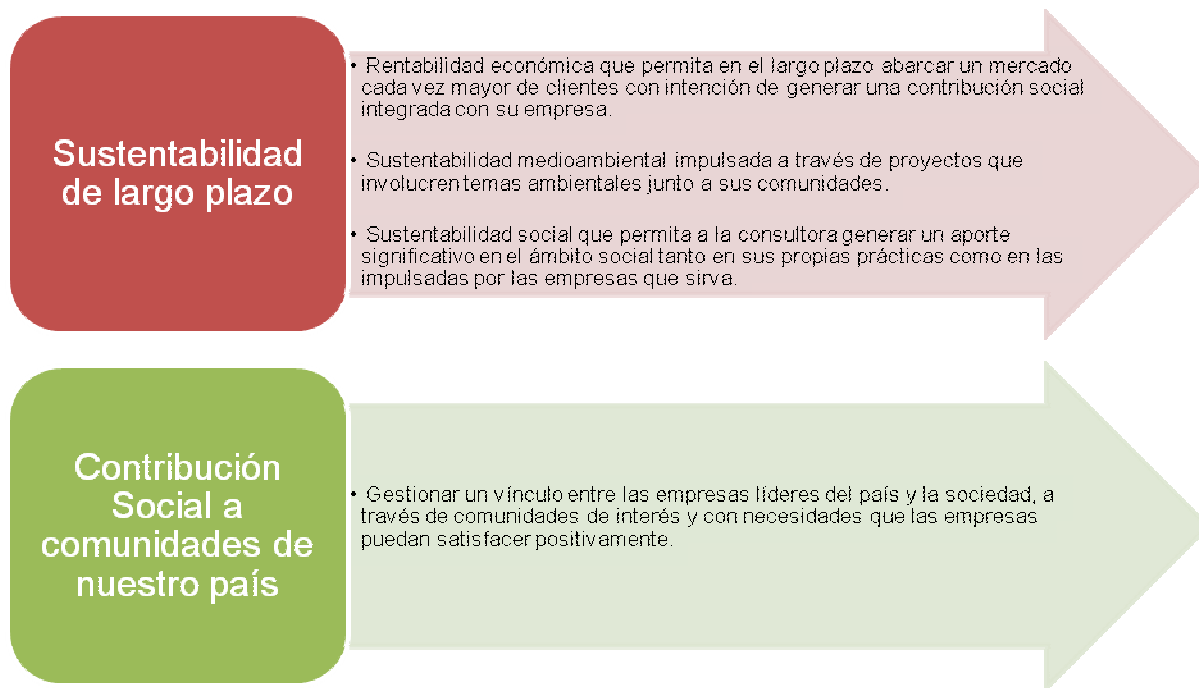 Sustentabilidad
de largo plazo
• Rentabilidad económica que permita en el largo plazo abarcar un mercado
cada vez mayor de clientes con intención de generar una contribución social
integrada con su empresa.
• Sustentabilidad medioambiental impulsada a través de proyectos que
involucren temas ambientales junto a sus comunidades.
• Sustentabilidad social que permita a la consultora generar un aporte
significativo en el ámbito social tanto en sus propias prácticas como en las
impulsadas por las empresas que sirva.
Contribución
Social a
comunidades de
nuestro país
• Gestionar un vínculo entre las empresas líderes del país y la sociedad, a
través de comunidades de interés y con necesidades que las empresas
puedan satisfacer positivamente.